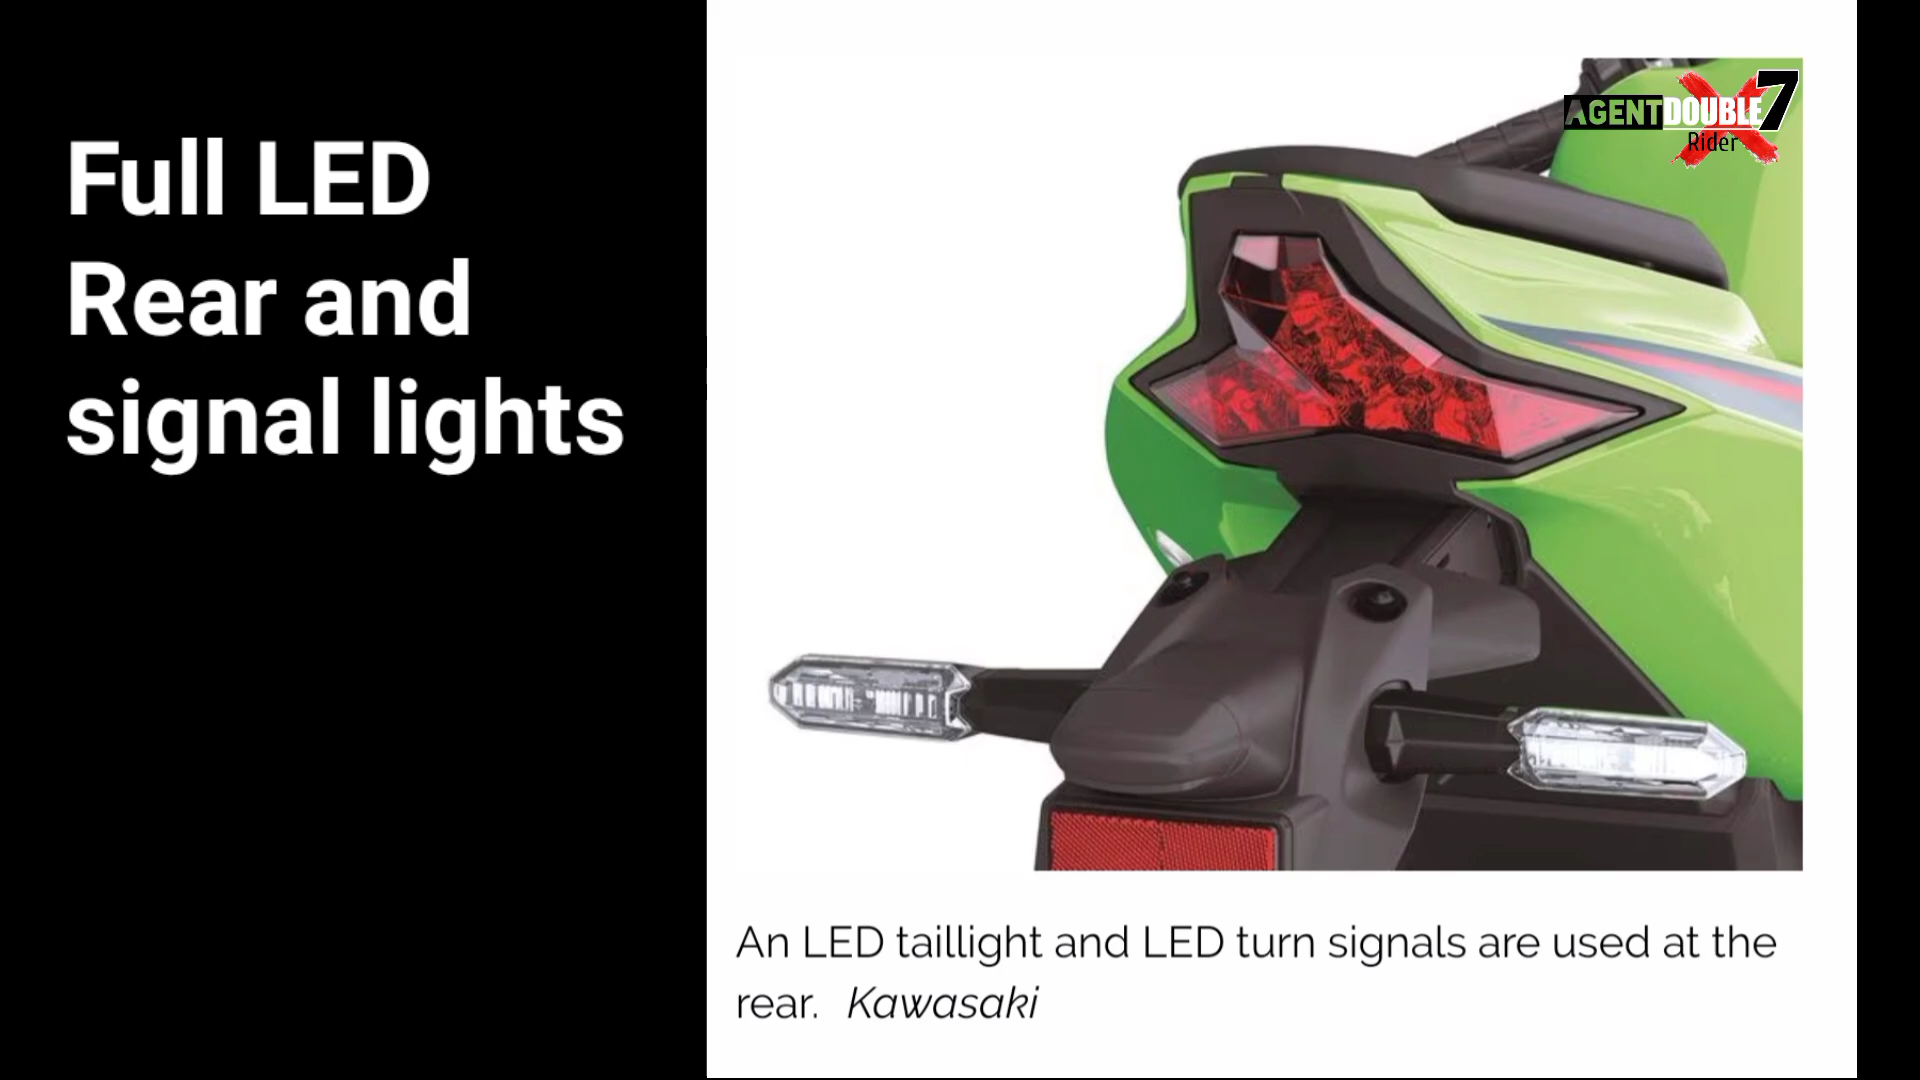 Full LED
Rear and
signal lights
AGENTDOUBLE7
Rider
An LED taillight and LED turn signals are used at the
rear. Kawasaki